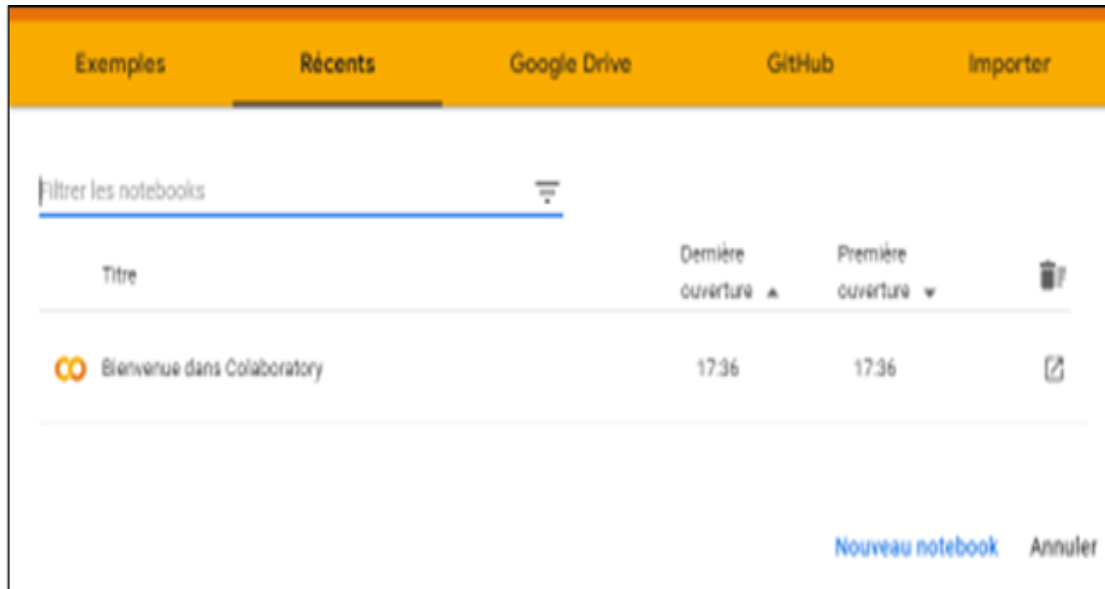 Exemples Récents Google Drive GitHub Importer
Filtrer les notebooks
Titre Dernière ouverture Première ouverture
Bienvenue dans Colaboratory 17:36 17:36
Nouveau notebook Annuler